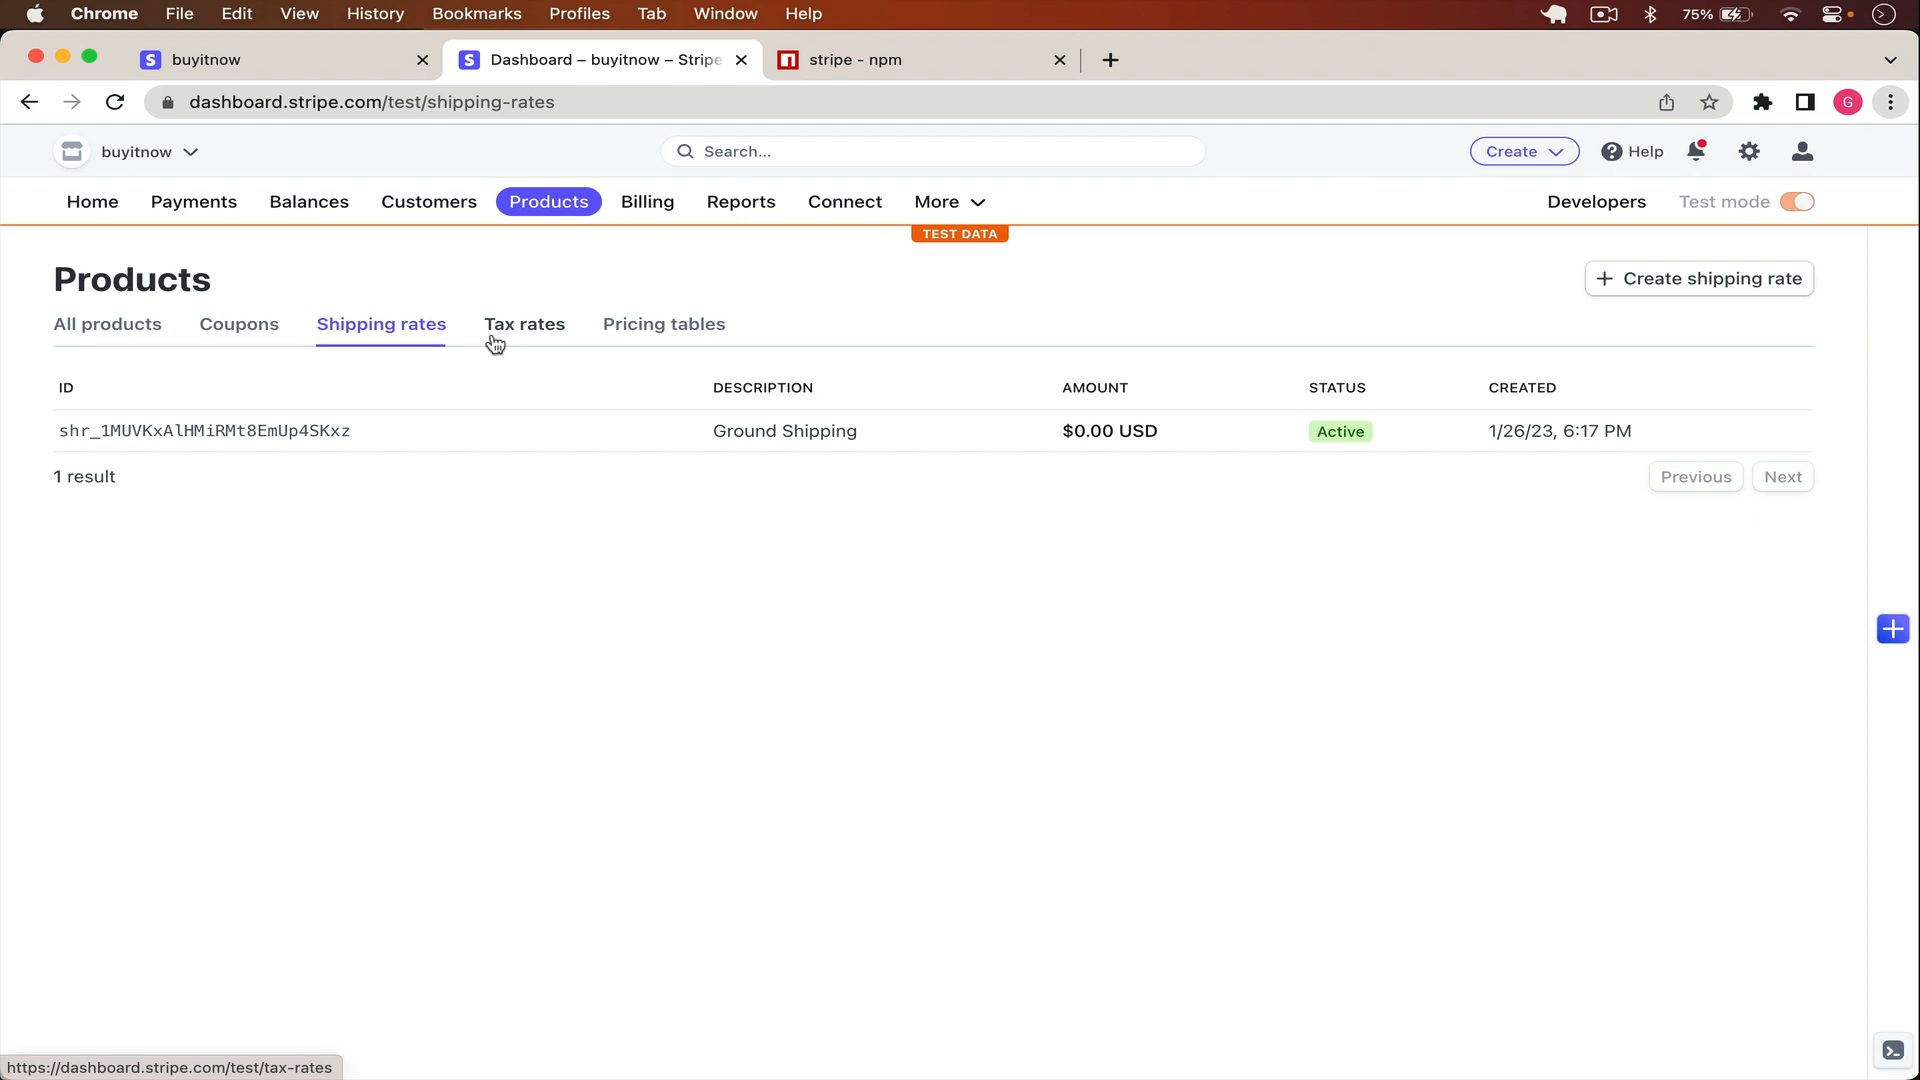 Chrome File Edit View History Bookmarks Profiles Tab Window Help 75%
buyitnow Dashboard – buyitnow – Stripe stripe - npm
dashboard.stripe.com/test/shipping-rates G
buyitnow Search... Create Help
Home Payments Balances Customers Products Billing Reports Connect More Developers Test mode
TEST DATA
Products + Create shipping rate
All products Coupons Shipping rates Tax rates Pricing tables
ID DESCRIPTION AMOUNT STATUS CREATED
shr_1MUVKxAlHMiRMt8EmUp4SKxz Ground Shipping $0.00 USD Active 1/26/23, 6:17 PM
1 result Previous Next
https://dashboard.stripe.com/test/tax-rates